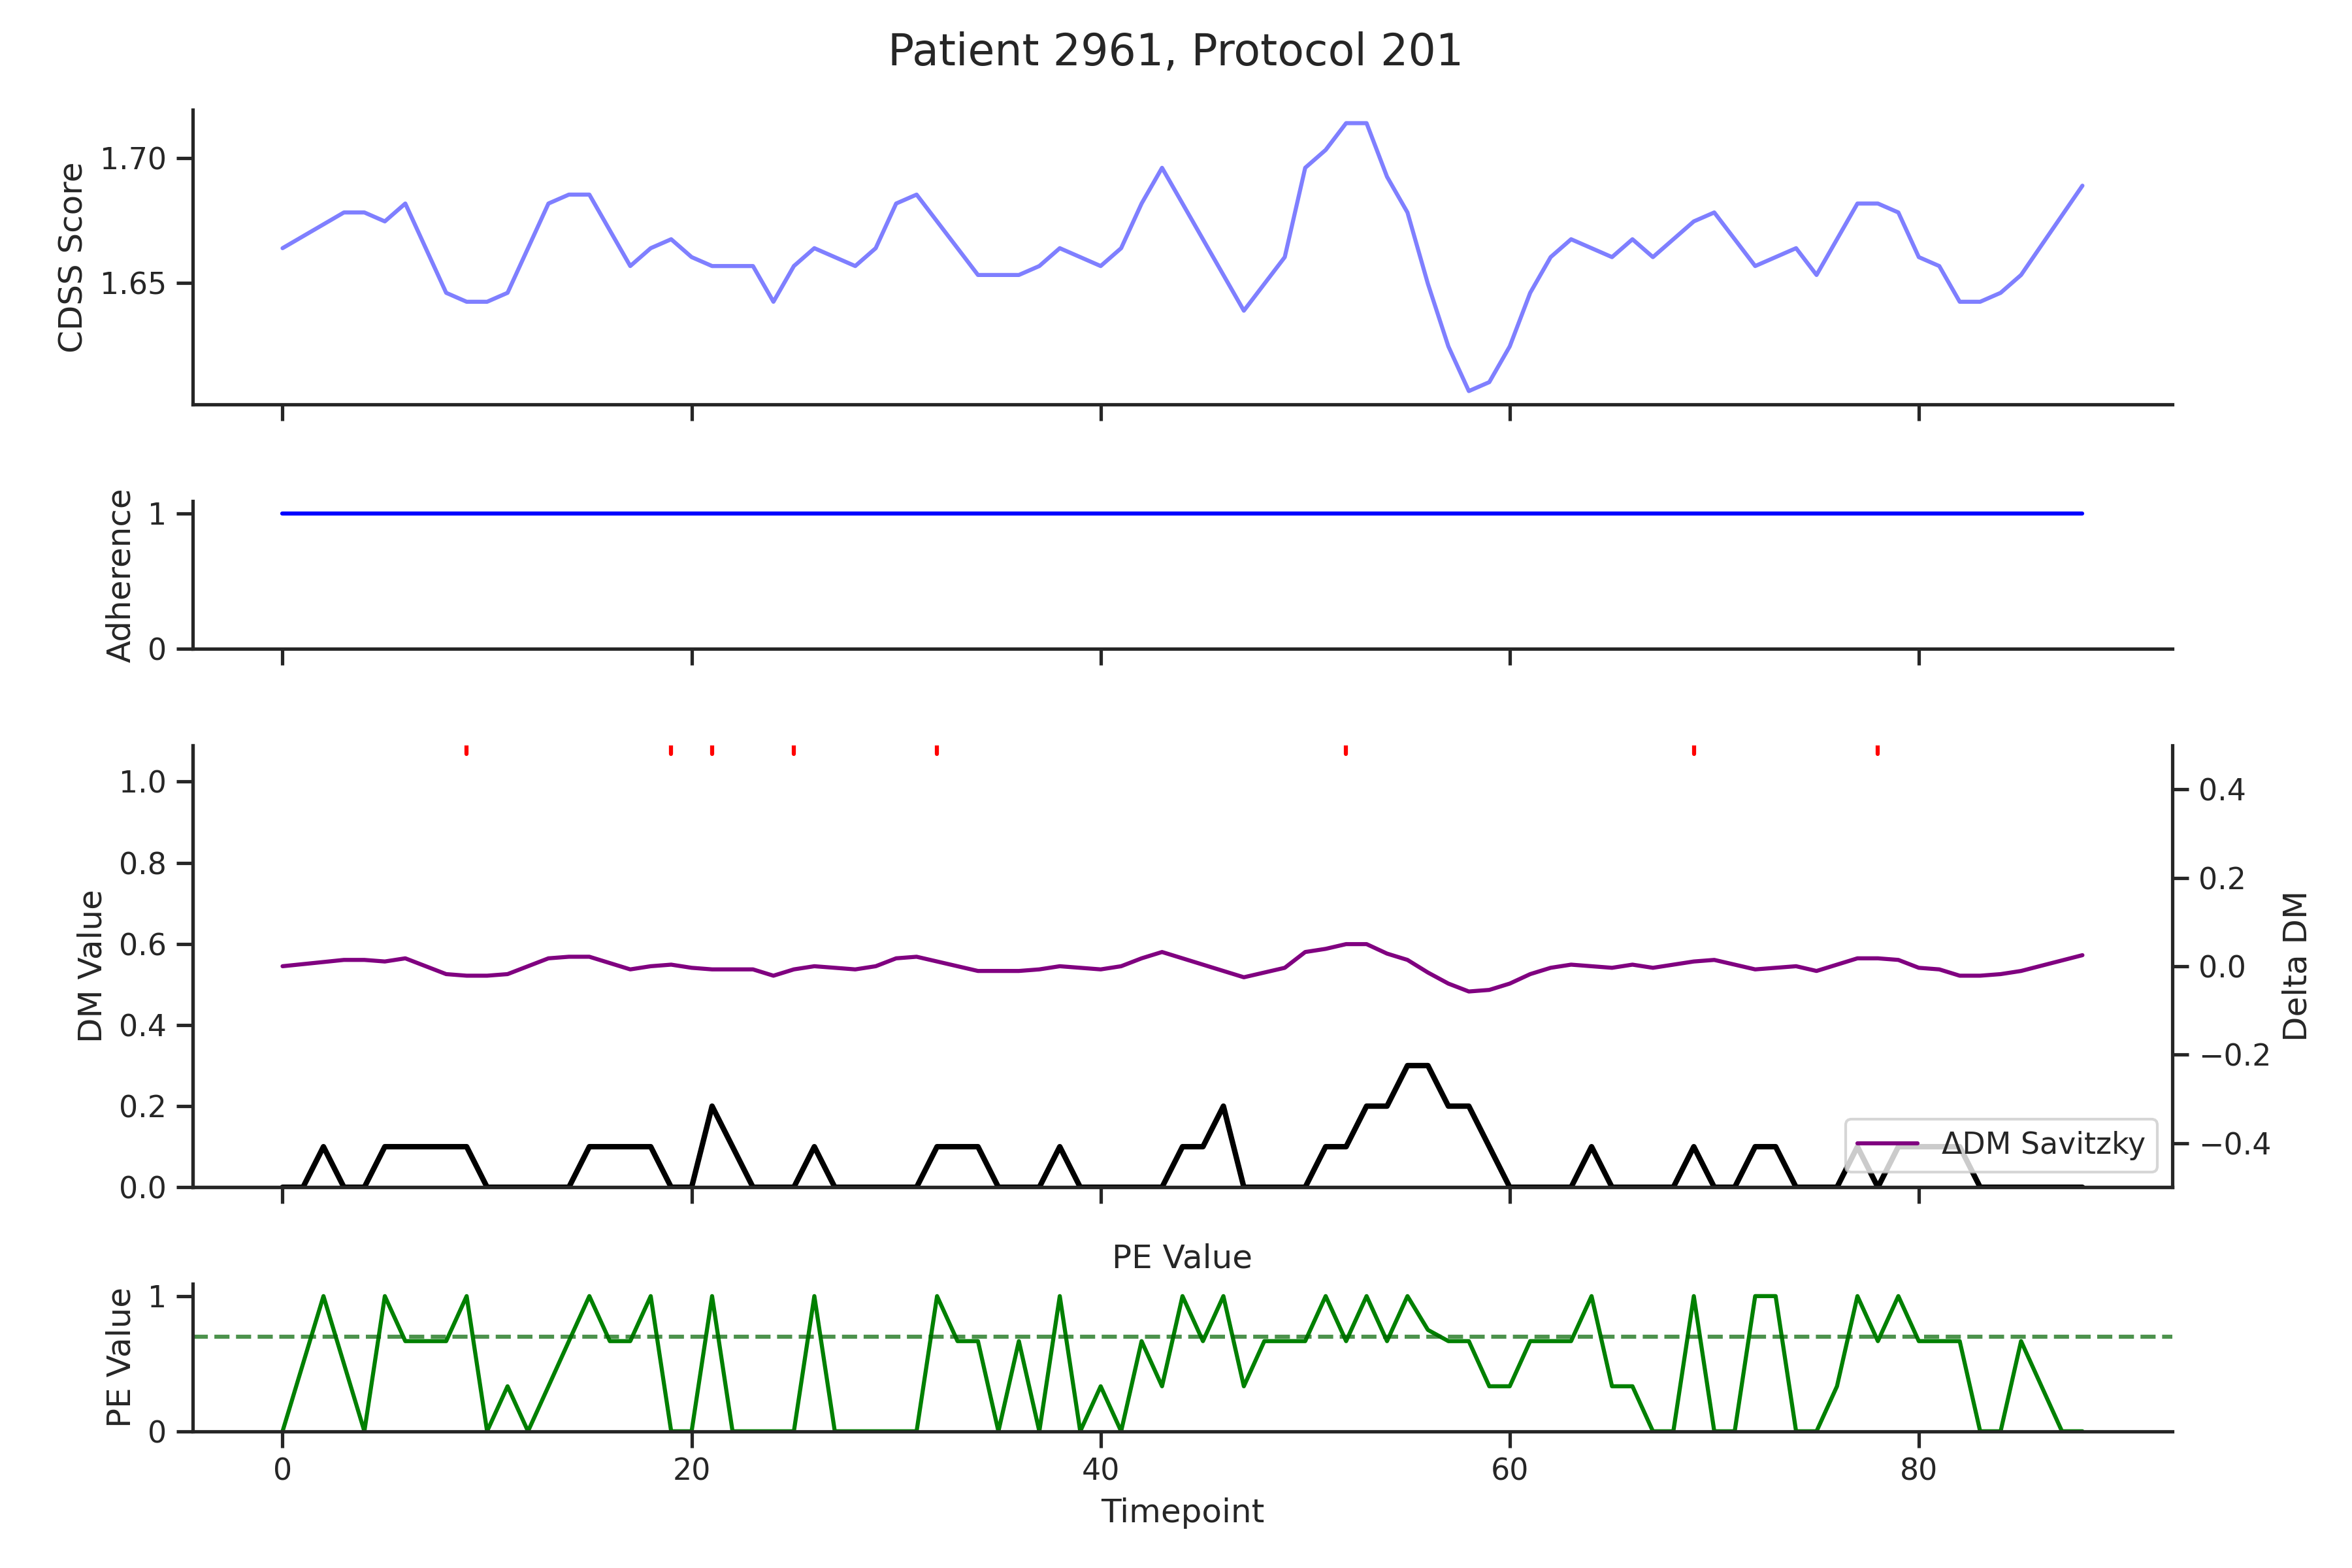 Patient 2961, Protocol 201
CDSS Score
1.70
1.65
Adherence
1
0
DM Value
1.0
0.8
0.6
0.4
0.2
0.0
0.4
0.2
0.0
−0.2
−0.4
Delta DM
ΔDM Savitzky
PE Value
PE Value
1
0
0
20
40
60
80
Timepoint